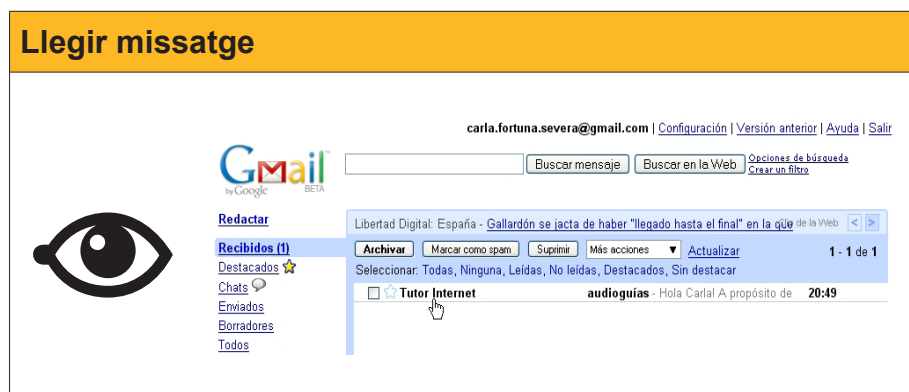 Llegir missatge
carla.fortuna.severa@gmail.com | Configuración | Versión anterior | Ayuda | Salir
Gmail
by Google BETA
Buscar mensaje Buscar en la Web Opciones de búsqueda
Crear un filtro
Redactar
Libertad Digital: España - Gallardón se jacta de haber "llegado hasta el final" en la que de la Web < >
Recibidos (1)
Archivar Marcar como spam Suprimir Más acciones Actualizar 1 - 1 de 1
Destacados
Seleccionar: Todas, Ninguna, Leídas, No leídas, Destacados, Sin destacar
Chats
Tutor Internet audioguías - Hola Carla! A propósito de 20:49
Enviados
Borradores
Todos